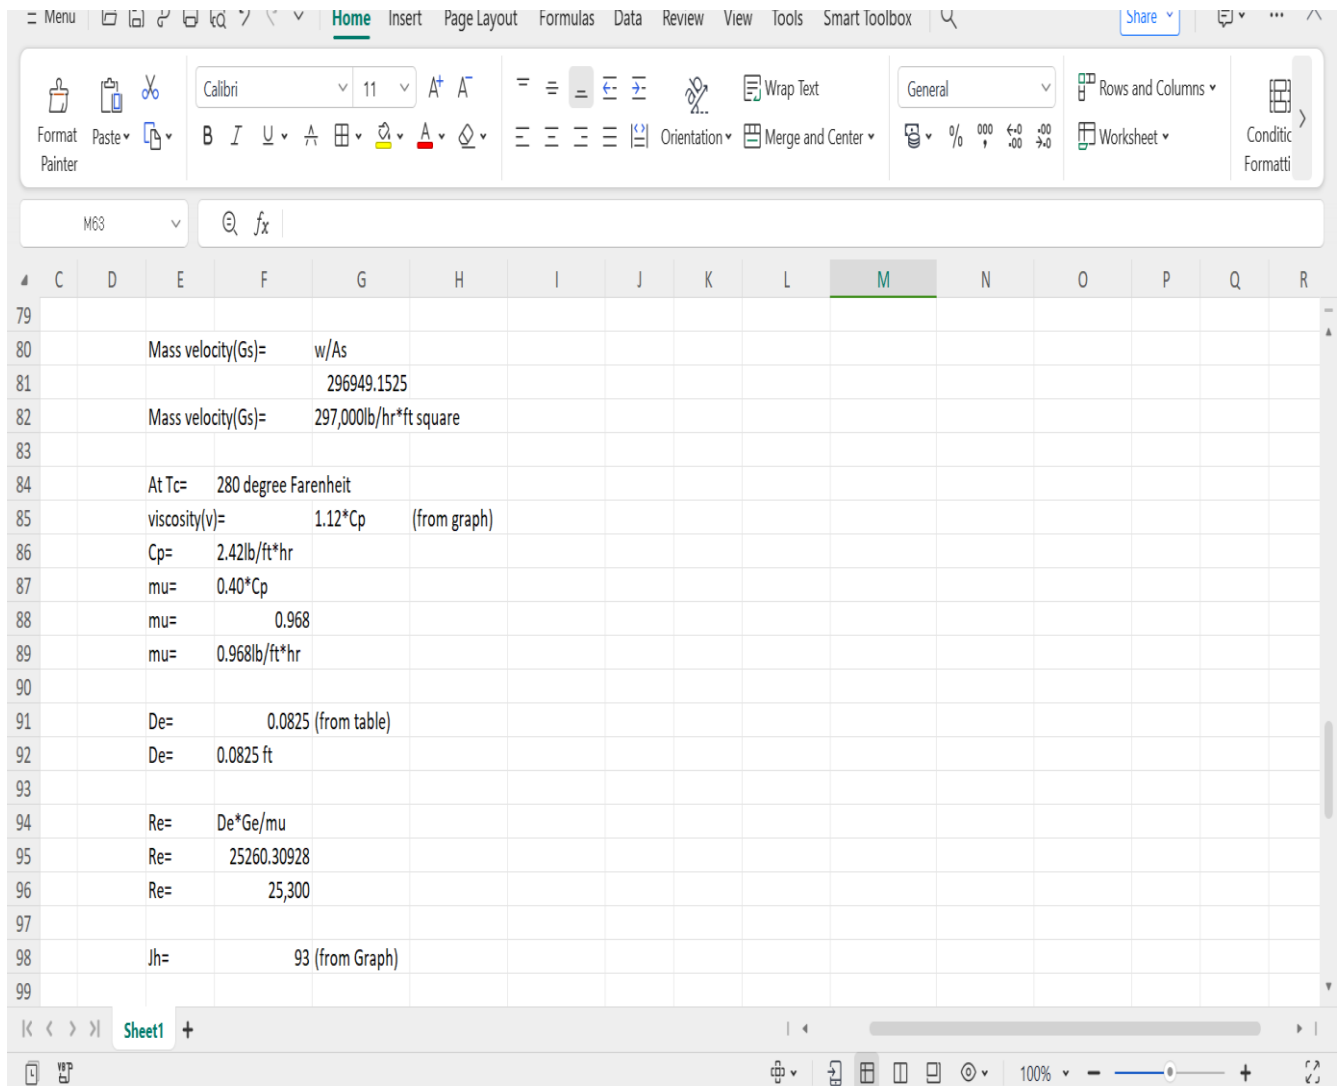 Menu Home Insert Page Layout Formulas Data Review View Tools Smart Toolbox Share
Calibri 11 A+ A- Wrap Text General Rows and Columns
Format Painter Paste B I U A A Orientation Merge and Center % 000 Worksheet Conditic Formatti
M63 fx
C D E F G H I J K L M N O P Q R
79
80 Mass velocity(Gs)= w/As
81 296949.1525
82 Mass velocity(Gs)= 297,000lb/hr*ft square
83
84 At Tc= 280 degree Farenheit
85 viscosity(v)= 1.12*Cp (from graph)
86 Cp= 2.42lb/ft*hr
87 mu= 0.40*Cp
88 mu= 0.968
89 mu= 0.968lb/ft*hr
90
91 De= 0.0825 (from table)
92 De= 0.0825 ft
93
94 Re= De*Ge/mu
95 Re= 25260.30928
96 Re= 25,300
97
98 Jh= 93 (from Graph)
99
Sheet1 +
100% - +